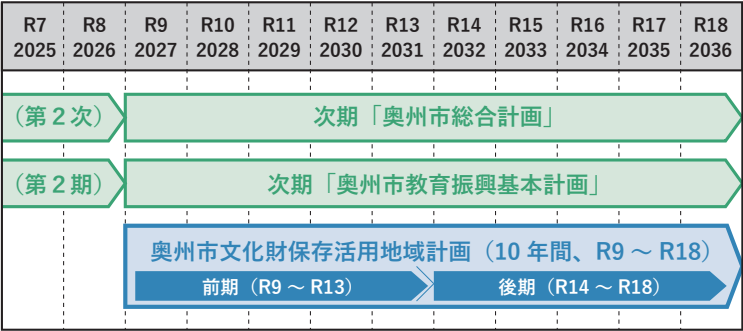 R7 R8 R9 R10 R11 R12 R13 R14 R15 R16 R17 R18
2025 2026 2027 2028 2029 2030 2031 2032 2033 2034 2035 2036
（第２次） 次期「奥州市総合計画」
（第２期） 次期「奥州市教育振興基本計画」
奥州市文化財保存活用地域計画（10 年間、R9 ～ R18）
前期（R9 ～ R13） 後期（R14 ～ R18）